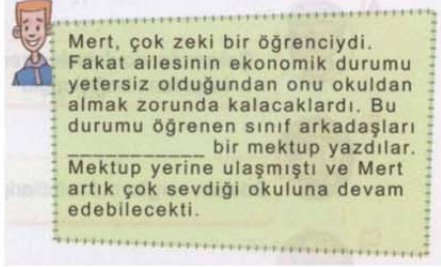 Mert, çok zeki bir öğrenciydi.
Fakat ailesinin ekonomik durumu
yetersiz olduğundan onu okuldan
almak zorunda kalacaklardı. Bu
durumu öğrenen sınıf arkadaşları
____________ bir mektup yazdılar.
Mektup yerine ulaşmıştı ve Mert
artık çok sevdiği okuluna devam
edebilecekti.